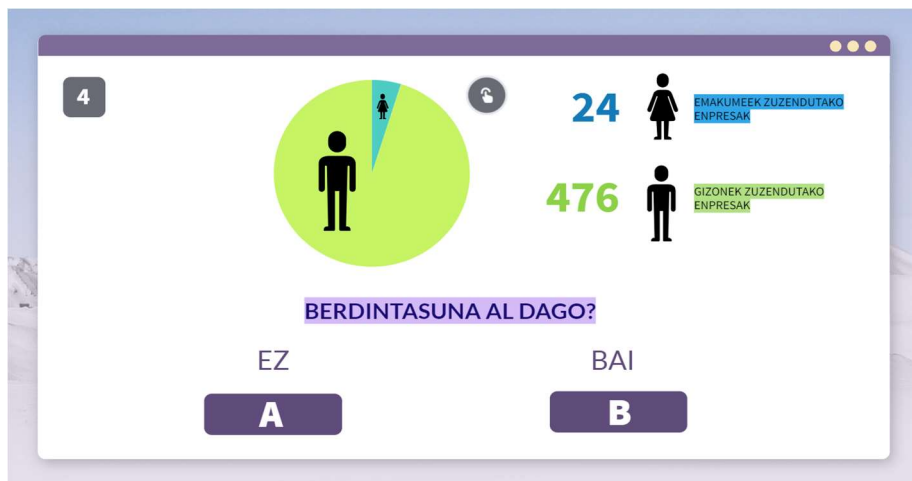 4
24
EMAKUMEEK ZUZENDUTAKO
ENPRESAK
476
GIZONEK ZUZENDUTAKO
ENPRESAK
BERDINTASUNA AL DAGO?
EZ
BAI
A
B